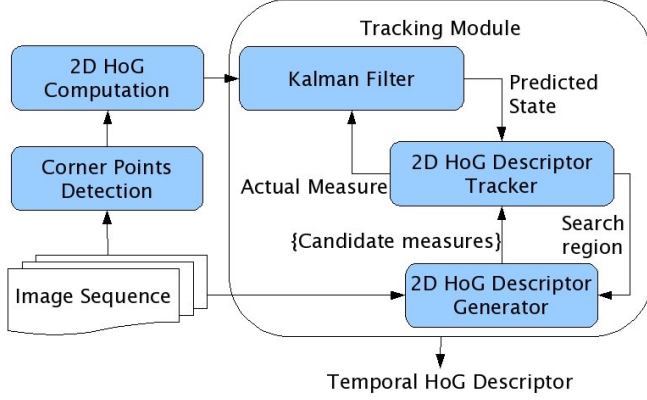 Tracking Module
2D HoG
Computation
Kalman Filter
Predicted
State
Corner Points
Detection
2D HoG Descriptor
Tracker
Actual Measure
{Candidate measures}
Search
region
Image Sequence
2D HoG Descriptor
Generator
Temporal HoG Descriptor